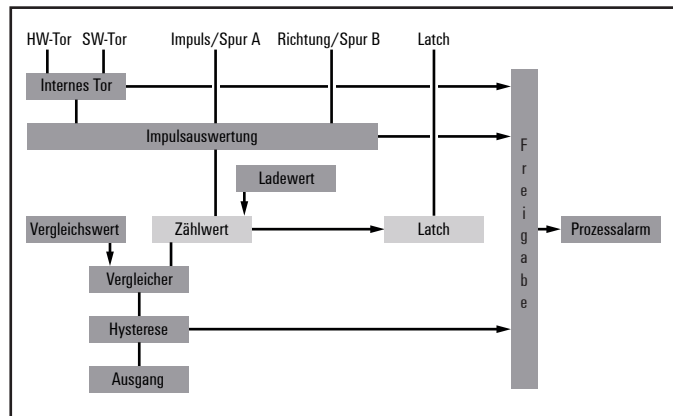 HW-Tor SW-Tor Impuls/Spur A Richtung/Spur B Latch
Internes Tor
Impulsauswertung
Ladewert
Vergleichswert Zählwert Latch
Freigabe
Prozessalarm
Vergleicher
Hysterese
Ausgang